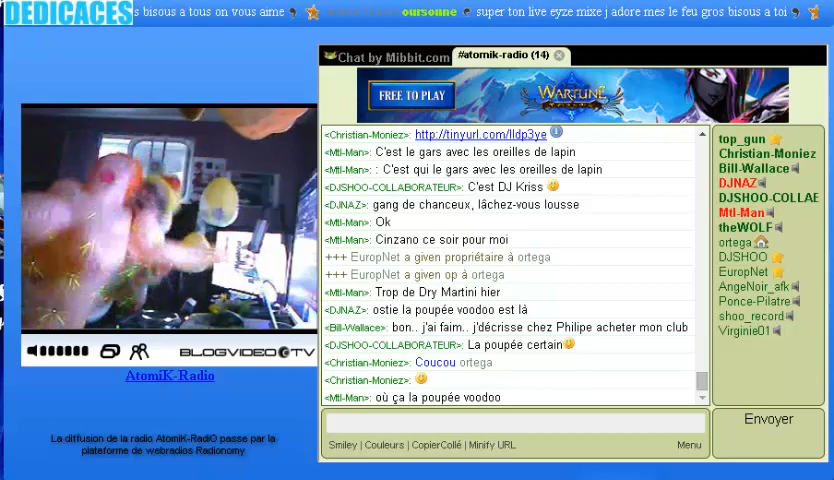 DEDICACES
s bisous a tous on vous aime
oursonne
super ton live eyze mixe j adore mes le feu gros bisous a toi
Chat by Mibbit.com
#atomik-radio (14)
FREE TO PLAY
WARTUNE
<Christian-Moniez>: http://tinyurl.com/lldp3ye
<Mtl-Man>: C'est le gars avec les oreilles de lapin
<Mtl-Man>: : C'est qui le gars avec les oreilles de lapin
<DJSHOO-COLLABORATEUR>: C'est DJ Kriss
<DJNAZ>: gang de chanceux, lâchez-vous lousse
<Mtl-Man>: Ok
<Mtl-Man>: Cinzano ce soir pour moi
+++ EuropNet a given propriétaire à ortega
+++ EuropNet a given op à ortega
<Mtl-Man>: Trop de Dry Martini hier
<DJNAZ>: ostie la poupée voodoo est là
<Bill-Wallace>: bon.. j'ai faim.. j'décrisse chez Philipe acheter mon club
<DJSHOO-COLLABORATEUR>: La poupée certain
<Christian-Moniez>: Coucou ortega
<Christian-Moniez>:
<Mtl-Man>: où ça la poupée voodoo
top_gun
Christian-Moniez
Bill-Wallace
DJNAZ
DJSHOO-COLLAE
Mtl-Man
theWOLF
ortega
DJSHOO
EuropNet
AngeNoir_afk
Ponce-Pilatre
shoo_record
Virginie01
Smiley | Couleurs | CopierCollé | Minify URL
Menu
Envoyer
BLOGVIDEO TV
AtomiK-Radio
La diffusion de la radio AtomiK-RadiO passe par la
plateforme de webradios Radionomy